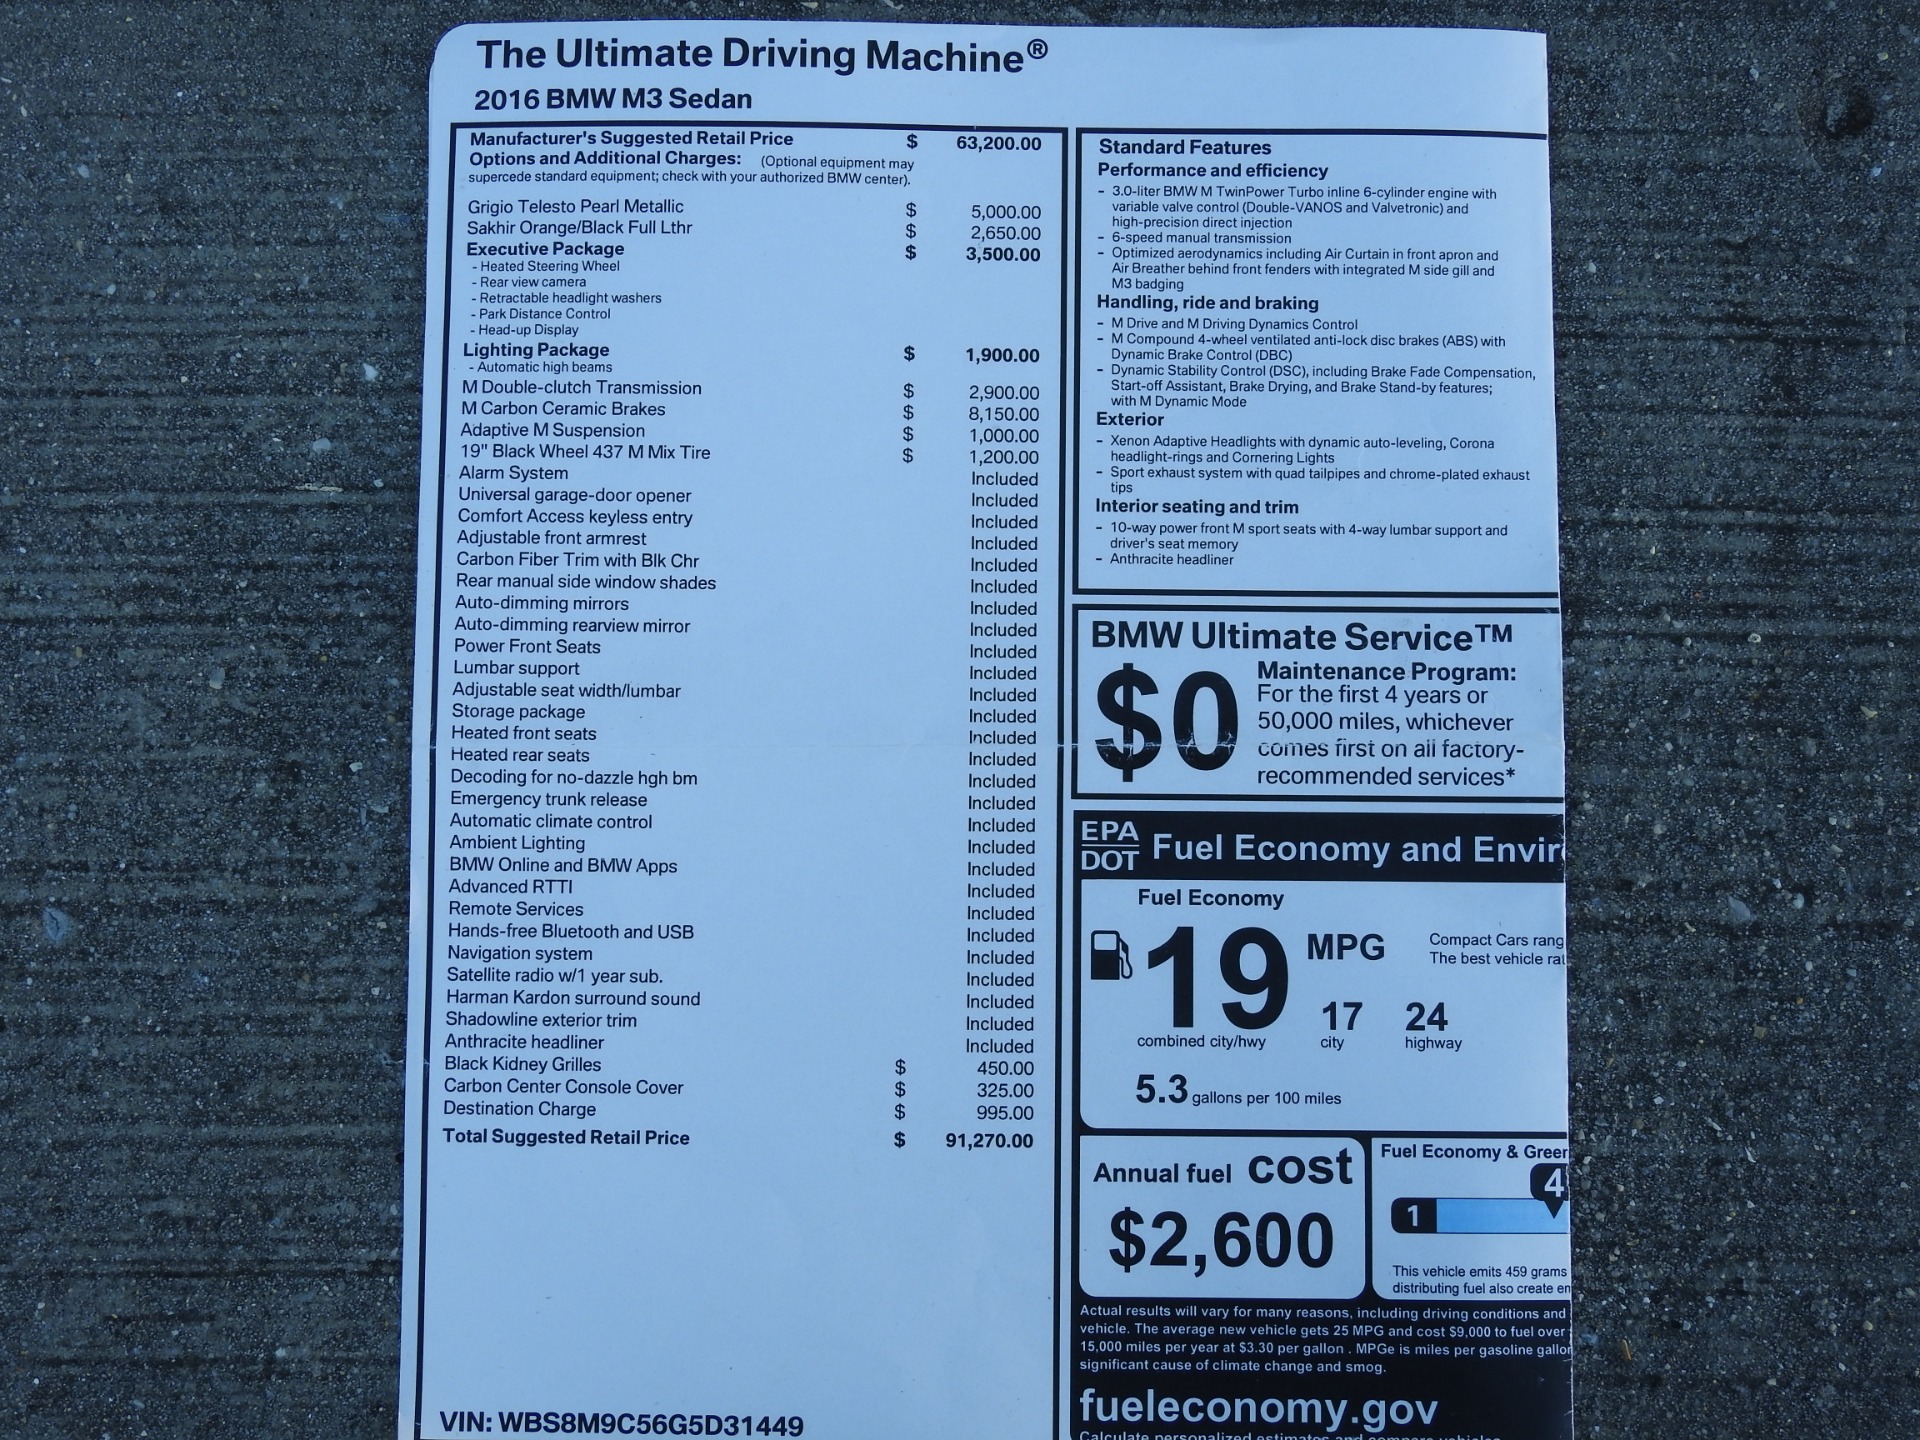 The Ultimate Driving Machine®
2016 BMW M3 Sedan
Manufacturer's Suggested Retail Price $ 63,200.00
Options and Additional Charges: (Optional equipment may
supercede standard equipment; check with your authorized BMW center).
Grigio Telesto Pearl Metallic $ 5,000.00
Sakhir Orange/Black Full Lthr $ 2,650.00
Executive Package $ 3,500.00
- Heated Steering Wheel
- Rear view camera
- Retractable headlight washers
- Park Distance Control
- Head-up Display
Lighting Package $ 1,900.00
- Automatic high beams
M Double-clutch Transmission $ 2,900.00
M Carbon Ceramic Brakes $ 8,150.00
Adaptive M Suspension $ 1,000.00
19" Black Wheel 437 M Mix Tire $ 1,200.00
Alarm System Included
Universal garage-door opener Included
Comfort Access keyless entry Included
Adjustable front armrest Included
Carbon Fiber Trim with Blk Chr Included
Rear manual side window shades Included
Auto-dimming mirrors Included
Auto-dimming rearview mirror Included
Power Front Seats Included
Lumbar support Included
Adjustable seat width/lumbar Included
Storage package Included
Heated front seats Included
Heated rear seats Included
Decoding for no-dazzle hgh bm Included
Emergency trunk release Included
Automatic climate control Included
Ambient Lighting Included
BMW Online and BMW Apps Included
Advanced RTTI Included
Remote Services Included
Hands-free Bluetooth and USB Included
Navigation system Included
Satellite radio w/1 year sub. Included
Harman Kardon surround sound Included
Shadowline exterior trim Included
Anthracite headliner Included
Black Kidney Grilles $ 450.00
Carbon Center Console Cover $ 325.00
Destination Charge $ 995.00
Total Suggested Retail Price $ 91,270.00
VIN: WBS8M9C56G5D31449
Standard Features
Performance and efficiency
- 3.0-liter BMW M TwinPower Turbo inline 6-cylinder engine with
variable valve control (Double-VANOS and Valvetronic) and
high-precision direct injection
- 6-speed manual transmission
- Optimized aerodynamics including Air Curtain in front apron and
Air Breather behind front fenders with integrated M side gill and
M3 badging
Handling, ride and braking
- M Drive and M Driving Dynamics Control
- M Compound 4-wheel ventilated anti-lock disc brakes (ABS) with
Dynamic Brake Control (DBC)
- Dynamic Stability Control (DSC), including Brake Fade Compensation,
Start-off Assistant, Brake Drying, and Brake Stand-by features;
with M Dynamic Mode
Exterior
- Xenon Adaptive Headlights with dynamic auto-leveling, Corona
headlight-rings and Cornering Lights
- Sport exhaust system with quad tailpipes and chrome-plated exhaust
tips
Interior seating and trim
- 10-way power front M sport seats with 4-way lumbar support and
driver's seat memory
- Anthracite headliner
BMW Ultimate Service™
$0
Maintenance Program:
For the first 4 years or
50,000 miles, whichever
comes first on all factory-
recommended services*
EPA
DOT
Fuel Economy and Envir
Fuel Economy
19 MPG
Compact Cars rang
The best vehicle rat
17 24
combined city/hwy city highway
5.3 gallons per 100 miles
Annual fuel cost
$2,600
Fuel Economy & Green
4
1
This vehicle emits 459 grams
distributing fuel also create em
Actual results will vary for many reasons, including driving conditions and
vehicle. The average new vehicle gets 25 MPG and cost $9,000 to fuel over
15,000 miles per year at $3.30 per gallon . MPGe is miles per gasoline gallon
significant cause of climate change and smog.
fueleconomy.gov
Calculate personalized estimates and compare vehicles